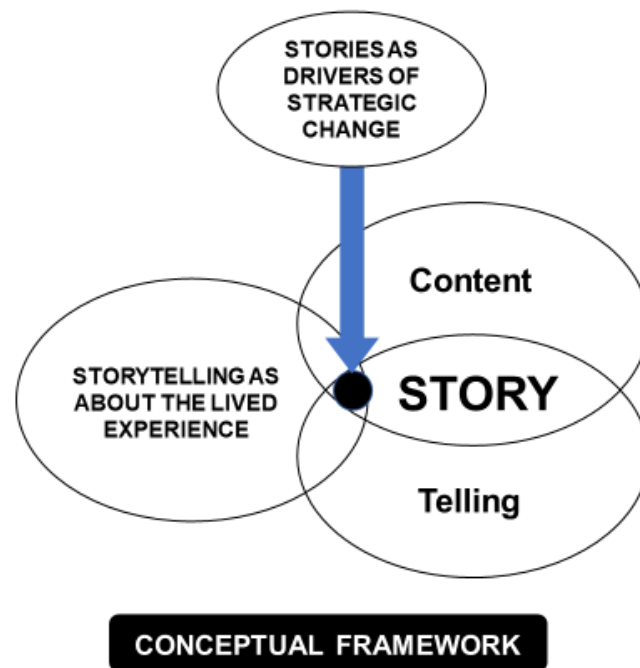 STORIES AS
DRIVERS OF
STRATEGIC
CHANGE
Content
STORYTELLING AS
ABOUT THE LIVED
EXPERIENCE
STORY
Telling
CONCEPTUAL FRAMEWORK